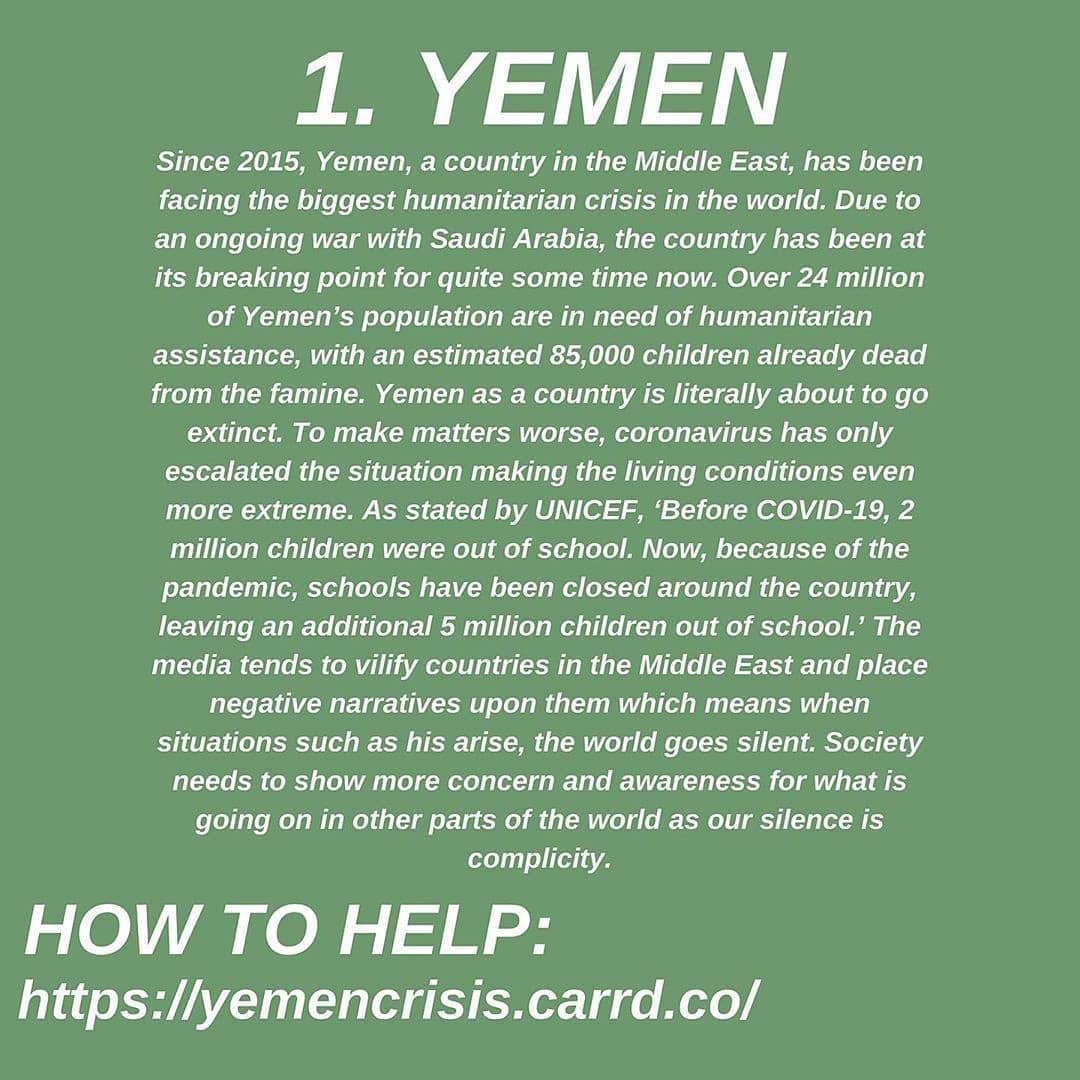 1. YEMEN
Since 2015, Yemen, a country in the Middle East, has been
facing the biggest humanitarian crisis in the world. Due to
an ongoing war with Saudi Arabia, the country has been at
its breaking point for quite some time now. Over 24 million
of Yemen’s population are in need of humanitarian
assistance, with an estimated 85,000 children already dead
from the famine. Yemen as a country is literally about to go
extinct. To make matters worse, coronavirus has only
escalated the situation making the living conditions even
more extreme. As stated by UNICEF, ‘Before COVID-19, 2
million children were out of school. Now, because of the
pandemic, schools have been closed around the country,
leaving an additional 5 million children out of school.’ The
media tends to vilify countries in the Middle East and place
negative narratives upon them which means when
situations such as his arise, the world goes silent. Society
needs to show more concern and awareness for what is
going on in other parts of the world as our silence is
complicity.
HOW TO HELP:
https://yemencrisis.carrd.co/